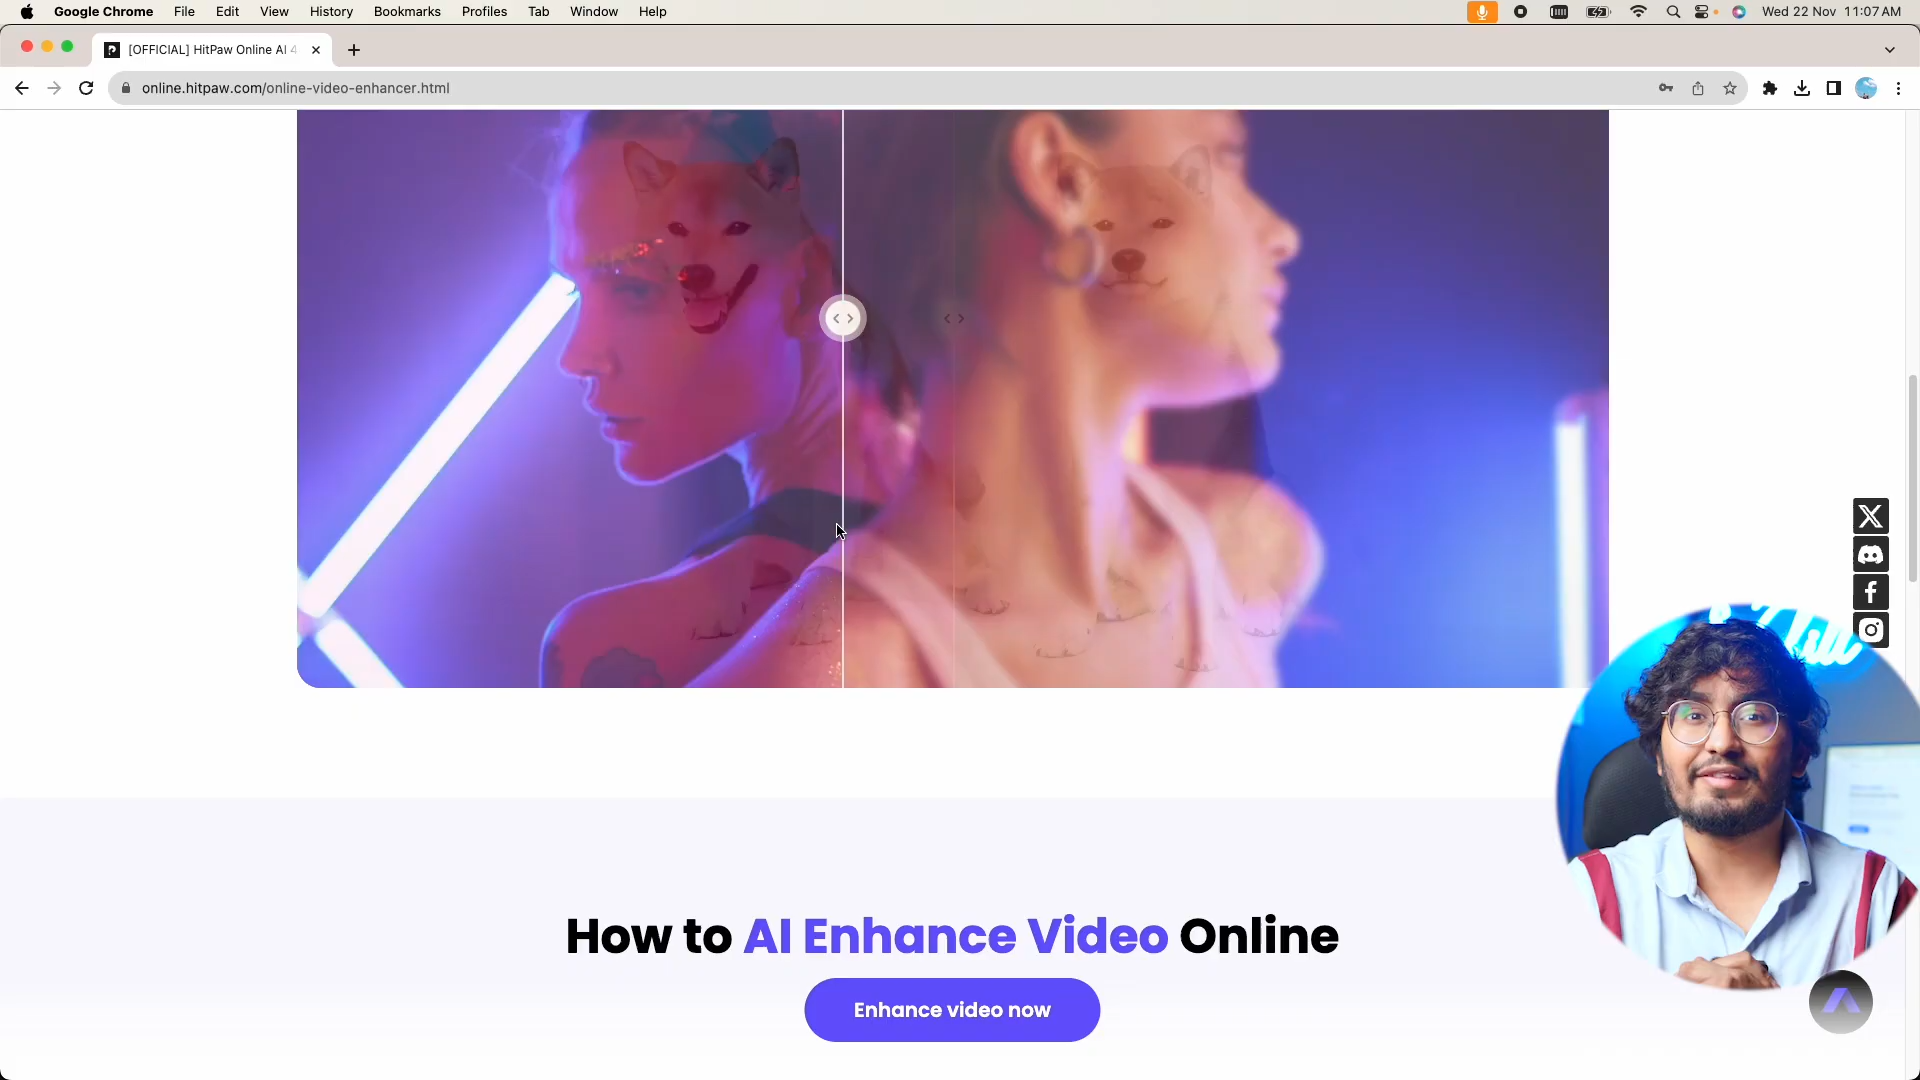 Google Chrome File Edit View History Bookmarks Profiles Tab Window Help Wed 22 Nov 11:07 AM
[OFFICIAL] HitPaw Online AI 4
online.hitpaw.com/online-video-enhancer.html
How to AI Enhance Video Online
Enhance video now